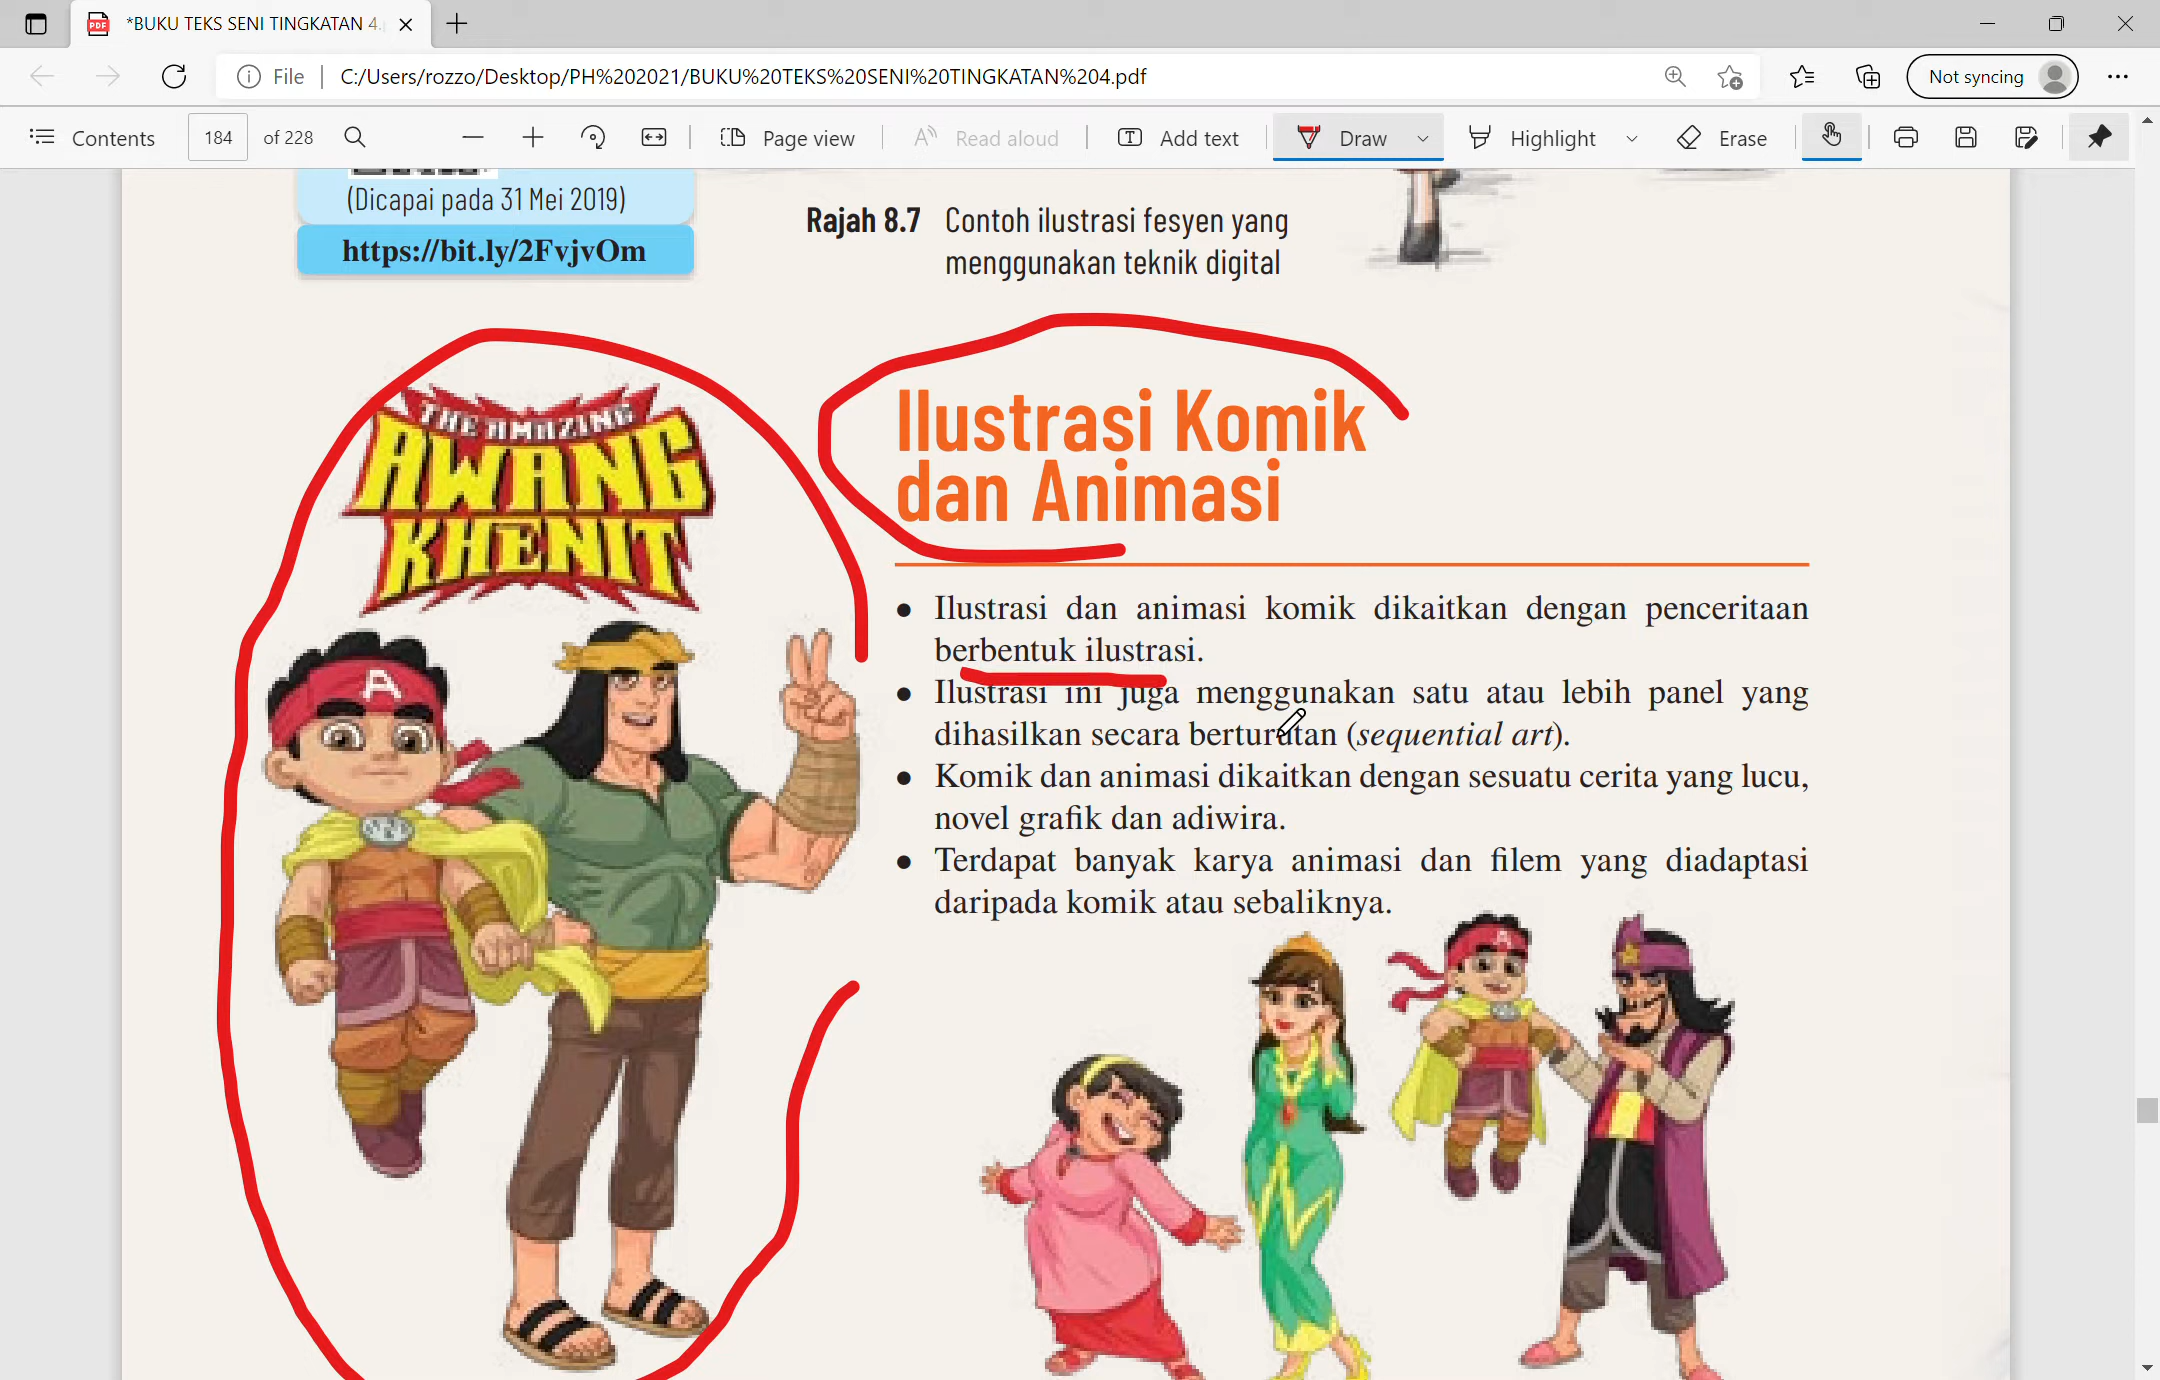 *BUKU TEKS SENI TINGKATAN 4.
File
C:/Users/rozzo/Desktop/PH%202021/BUKU%20TEKS%20SENI%20TINGKATAN%204.pdf
Not syncing
Contents
184 of 228
Page view
Read aloud
Add text
Draw
Highlight
Erase
(Dicapai pada 31 Mei 2019)
https://bit.ly/2FvjvOm
Rajah 8.7 Contoh ilustrasi fesyen yang
menggunakan teknik digital
THE AMAZING
AWANG
KHENIT
A
Ilustrasi Komik
dan Animasi
● Ilustrasi dan animasi komik dikaitkan dengan penceritaan
berbentuk ilustrasi.
● Ilustrasi ini juga menggunakan satu atau lebih panel yang
dihasilkan secara berturutan (sequential art).
● Komik dan animasi dikaitkan dengan sesuatu cerita yang lucu,
novel grafik dan adiwira.
● Terdapat banyak karya animasi dan filem yang diadaptasi
daripada komik atau sebaliknya.
A